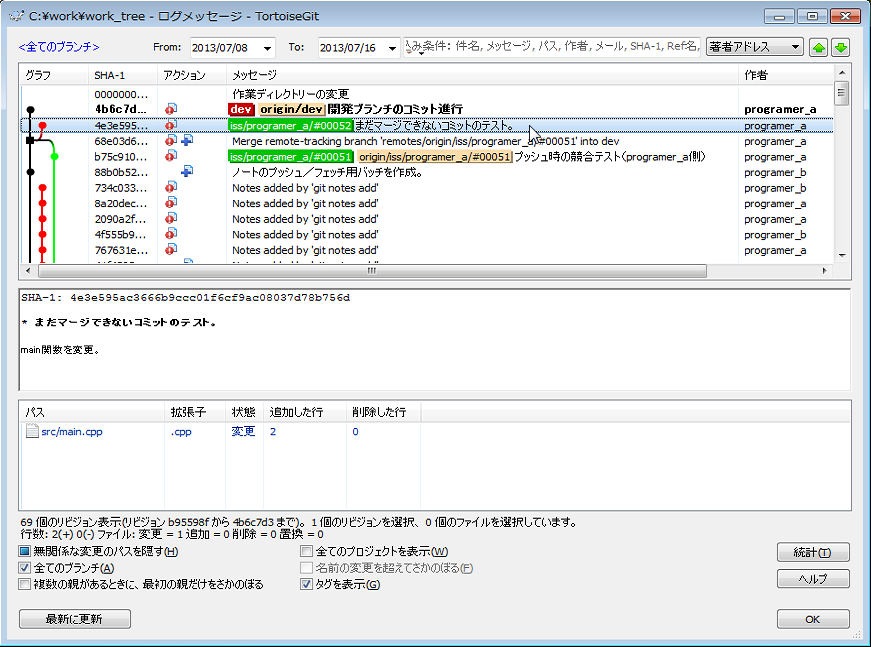 C:¥work¥work_tree - ログメッセージ - TortoiseGit
<全てのブランチ> From: 2013/07/08 To: 2013/07/16 み条件: 件名, メッセージ, パス, 作者, メール, SHA-1, Ref名, 著者アドレス
グラフ SHA-1 アクション メッセージ 作者
0000000... 作業ディレクトリーの変更
4b6c7d... dev origin/dev 開発ブランチのコミット進行 programer_a
4e3e595... iss/programer_a/#00052 まだマージできないコミットのテスト。 programer_a
68e03d6... Merge remote-tracking branch 'remotes/origin/iss/programer_a/#00051' into dev programer_a
b75c910... iss/programer_a/#00051 origin/iss/programer_a/#00051 プッシュ時の競合テスト(programer_a側) programer_a
88b0b52... ノートのプッシュ/フェッチ用バッチを作成。 programer_b
734c033... Notes added by 'git notes add' programer_b
8a20dec... Notes added by 'git notes add' programer_a
2090a2f... Notes added by 'git notes add' programer_a
4f555b9... Notes added by 'git notes add' programer_b
767631e... Notes added by 'git notes add' programer_a
SHA-1: 4e3e595ac3666b9ccc01f6cf9ac08037d78b756d
* まだマージできないコミットのテスト。
main関数を変更。
パス 拡張子 状態 追加した行 削除した行
src/main.cpp .cpp 変更 2 0
69 個のリビジョン表示(リビジョン b95598f から 4b6c7d3 まで)。1 個のリビジョンを選択、0 個のファイルを選択しています。
行数: 2(+) 0(-) ファイル: 変更 = 1 追加 = 0 削除 = 0 置換 = 0
無関係な変更のパスを隠す(H) 全てのプロジェクトを表示(W) 統計(T)
全てのブランチ(A) 名前の変更を超えてさかのぼる(F) ヘルプ
複数の親があるときに、最初の親だけをさかのぼる タグを表示(G)
最新に更新 OK